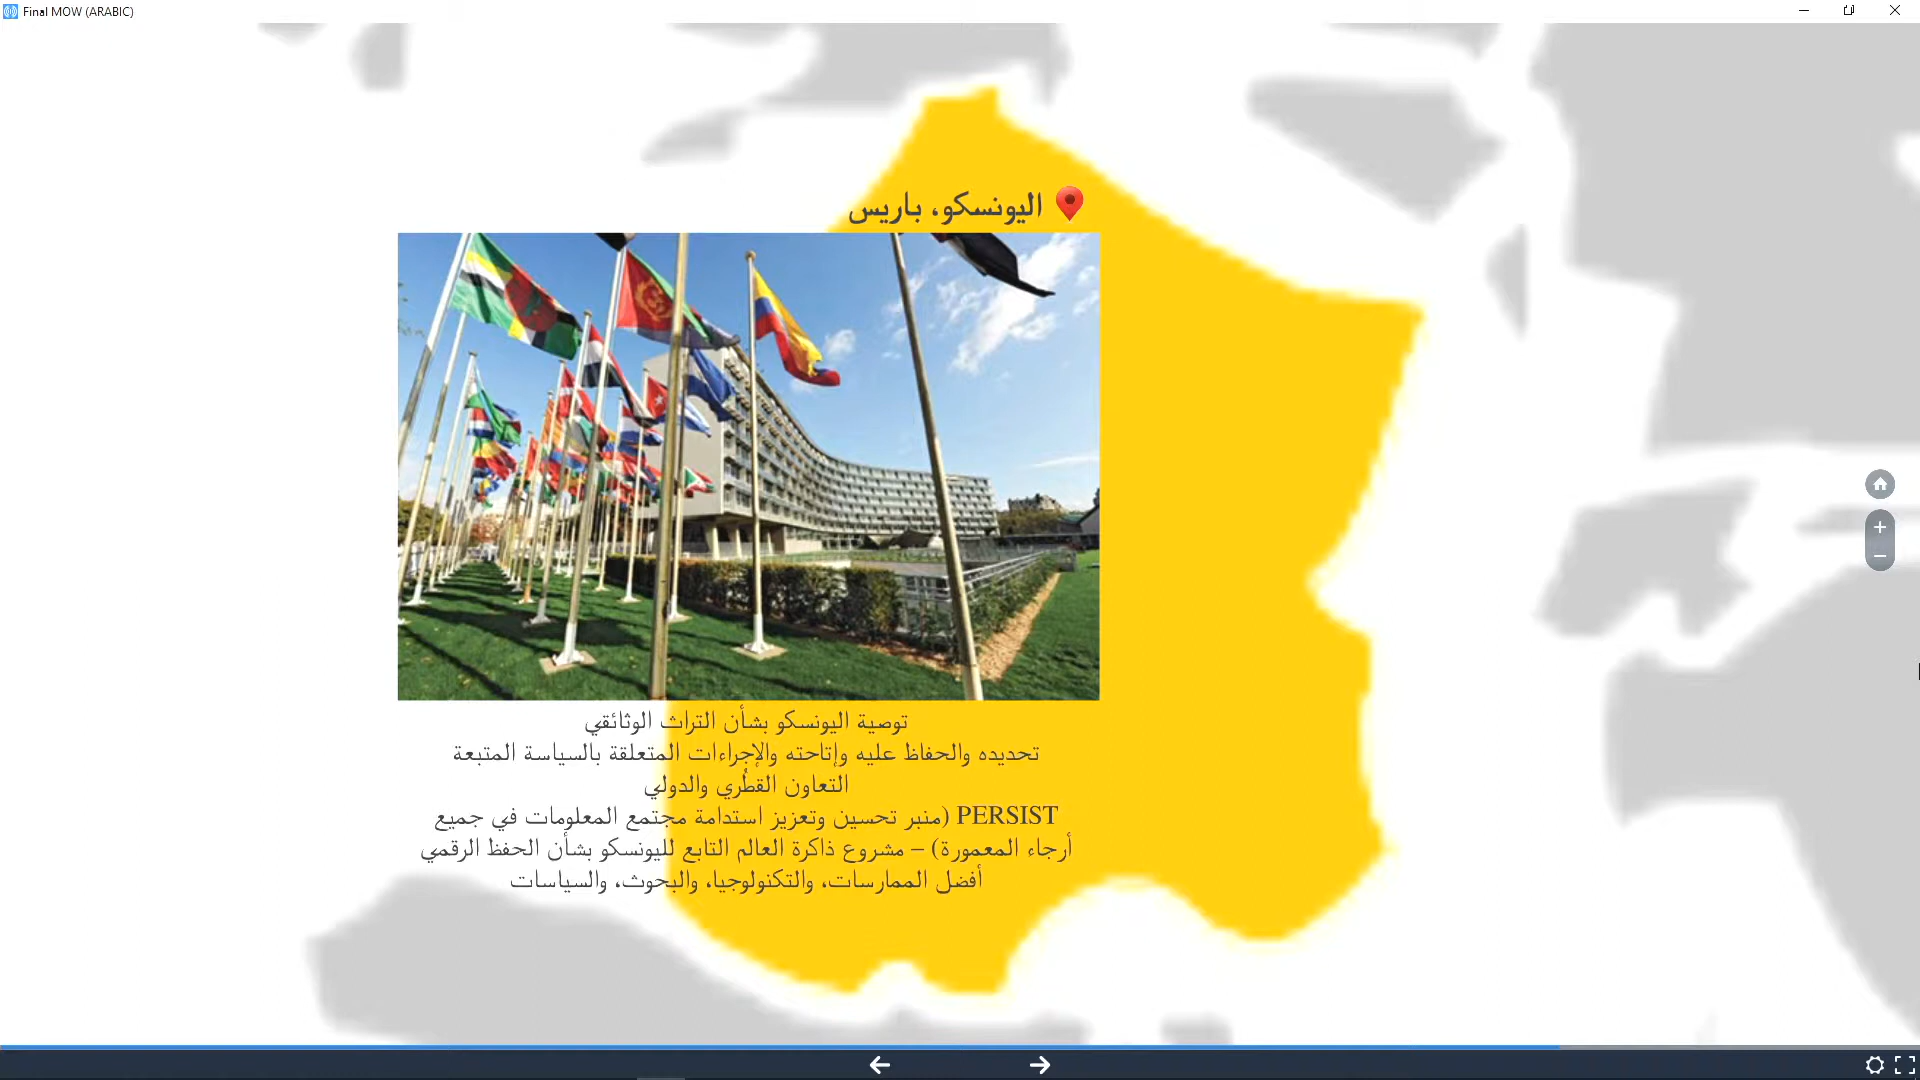 Final MOW (ARABIC)
اليونسكو، باريس
توصية اليونسكو بشأن التراث الوثائقي
تحديده والحفاظ عليه وإتاحته والإجراءات المتعلقة بالسياسة المتبعة
التعاون القطُري والدولي
PERSIST (منبر تحسين وتعزيز استدامة مجتمع المعلومات في جميع
أرجاء المعمورة) – مشروع ذاكرة العالم التابع لليونسكو بشأن الحفظ الرقمي
أفضل الممارسات، والتكنولوجيا، والبحوث، والسياسات